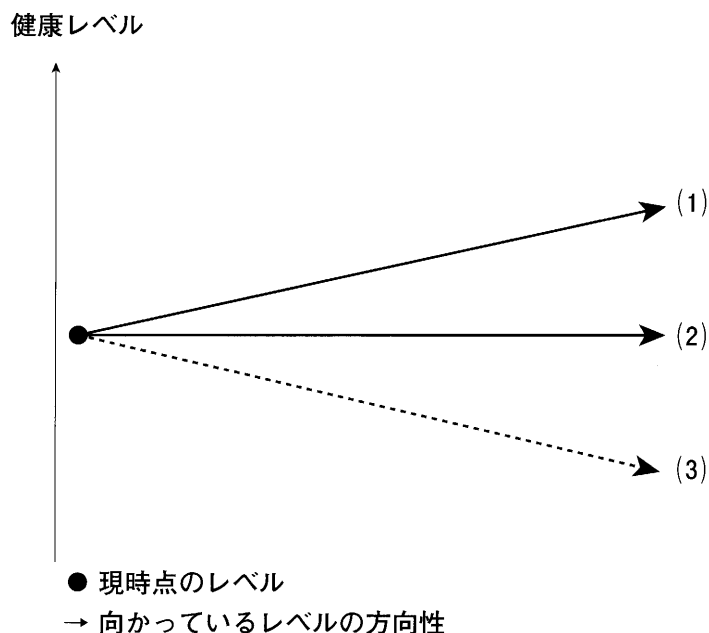 健康レベル
(1)
(2)
(3)
● 現時点のレベル
→ 向かっているレベルの方向性